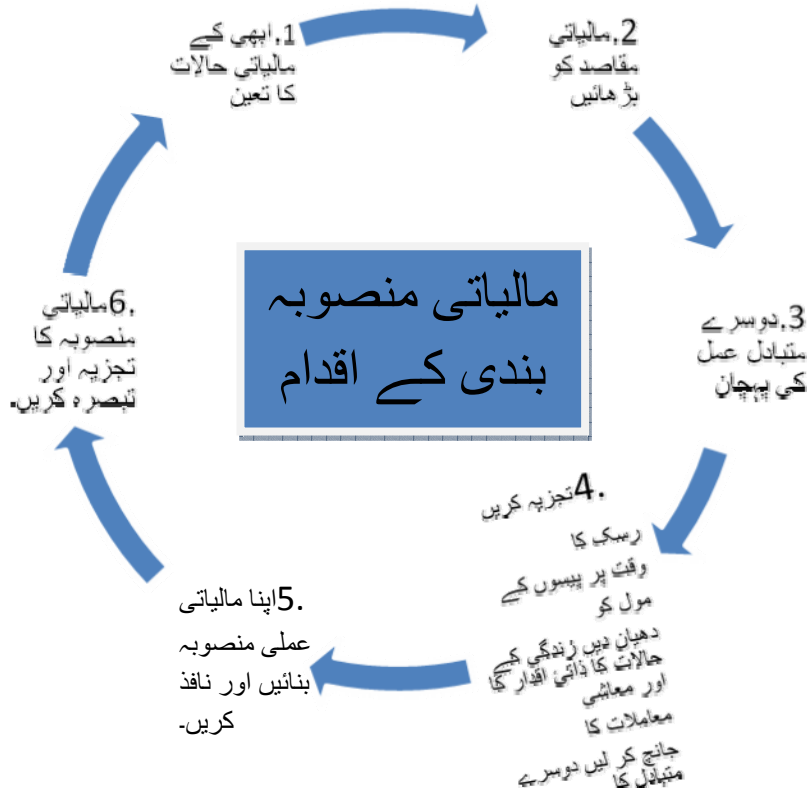 مالیاتی منصوبہ
بندی کے اقدام
1.ابھی کے
مالیاتی حالات
کا تعین
2.مالیاتی
مقاصد کو
بڑھائیں
3.دوسرے
متبادل عمل
کی پہچان
4.تجزیہ کریں
رسک کا
وقت پر پیسوں کے
مول کو
دھیان دیں زندگی کے
حالات کا ذاتی اقدار کا
اور معاشی
معاملات کا
جانچ کر لیں دوسرے
متبادل کا
5.اپنا مالیاتی
عملی منصوبہ
بنائیں اور نافذ
کریں۔
6.مالیاتی
منصوبہ کا
تجزیہ اور
تبصرہ کریں۔